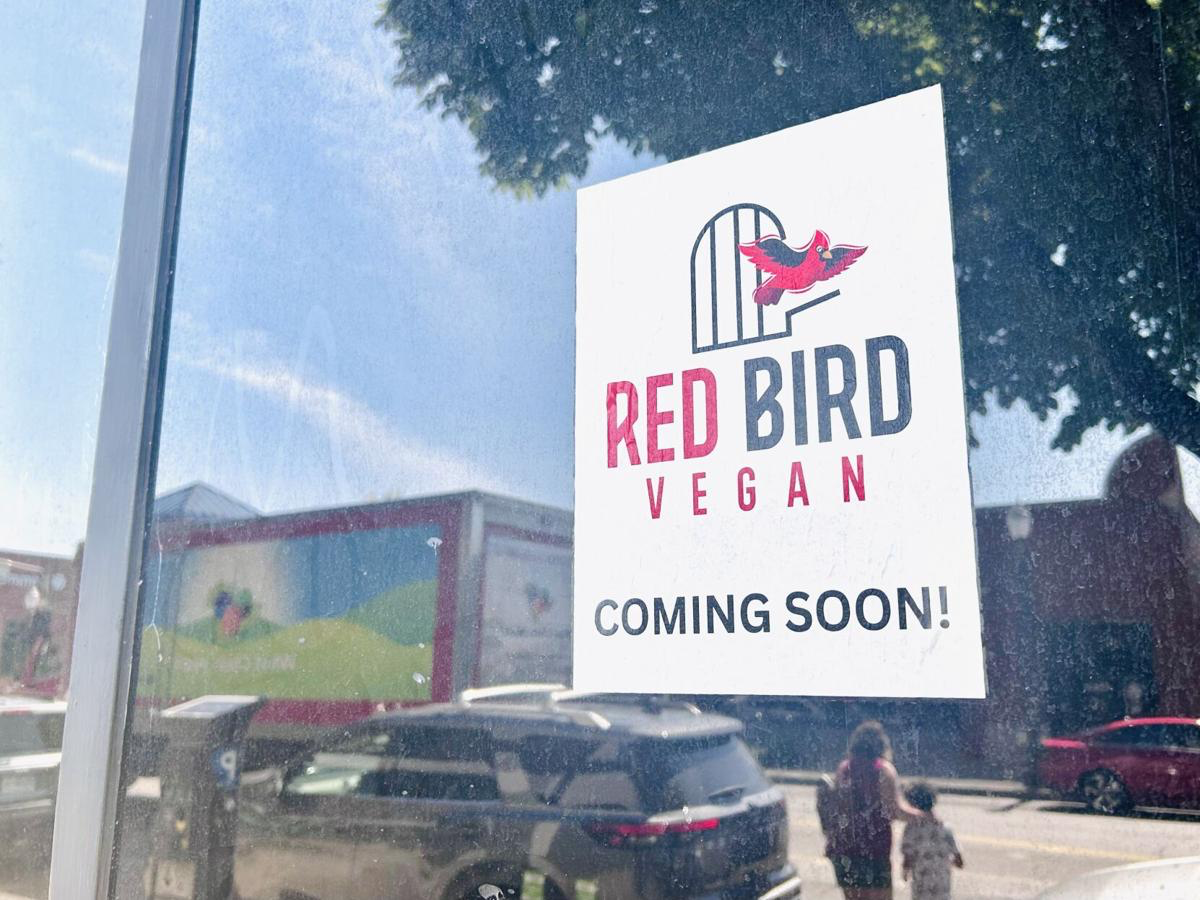 RED BIRD
VEGAN
COMING SOON!